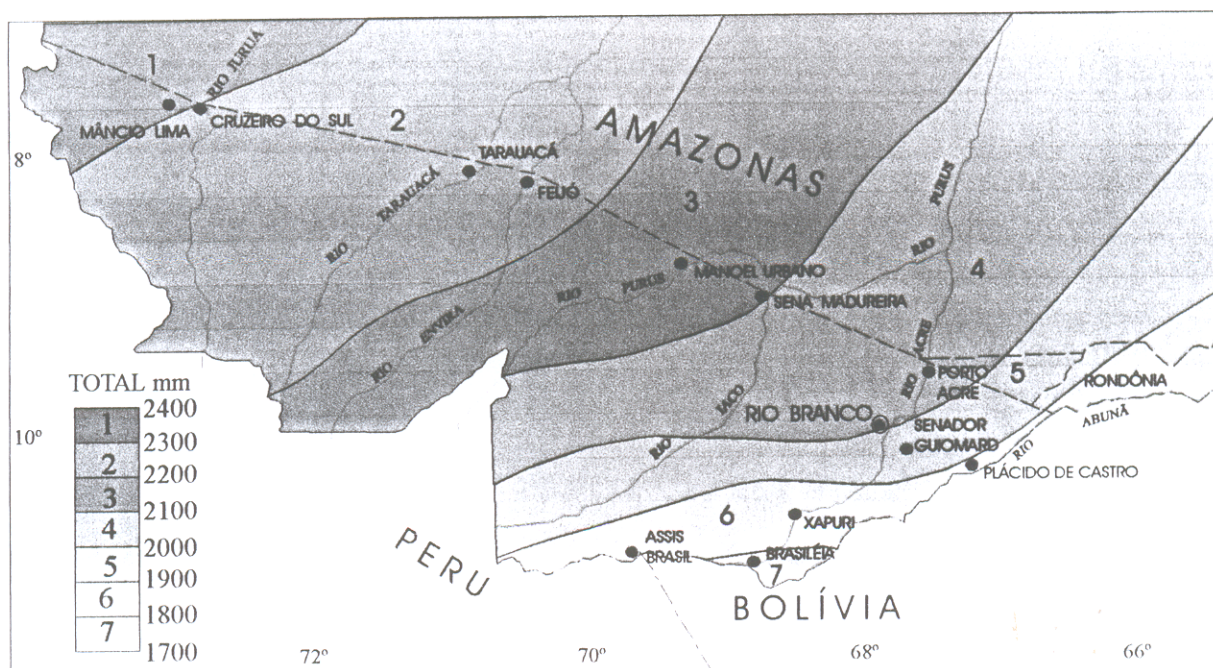 1
RIO JURUÁ
MÂNCIO LIMA
CRUZEIRO DO SUL
2
AMAZONAS
8º
TARAUACÁ
FEIJÓ
RIO TARAUACÁ
3
RIO PURUS
4
MANOEL URBANO
SENA MADUREIRA
RIO PURUS
RIO
RIO ENVIRA
RIO ACRE
PORTO
ACRE
5
RONDÔNIA
RIO ABUNÃ
RIO IACO
RIO BRANCO
SENADOR
GUIOMARD
PLÁCIDO DE CASTRO
10º
TOTAL mm
2400
1
2300
2
2200
3
2100
4
2000
5
1900
6
1800
7
1700
6
XAPURI
PERU
ASSIS
BRASIL
BRASILÉIA
7
BOLÍVIA
72º
70º
68º
66º